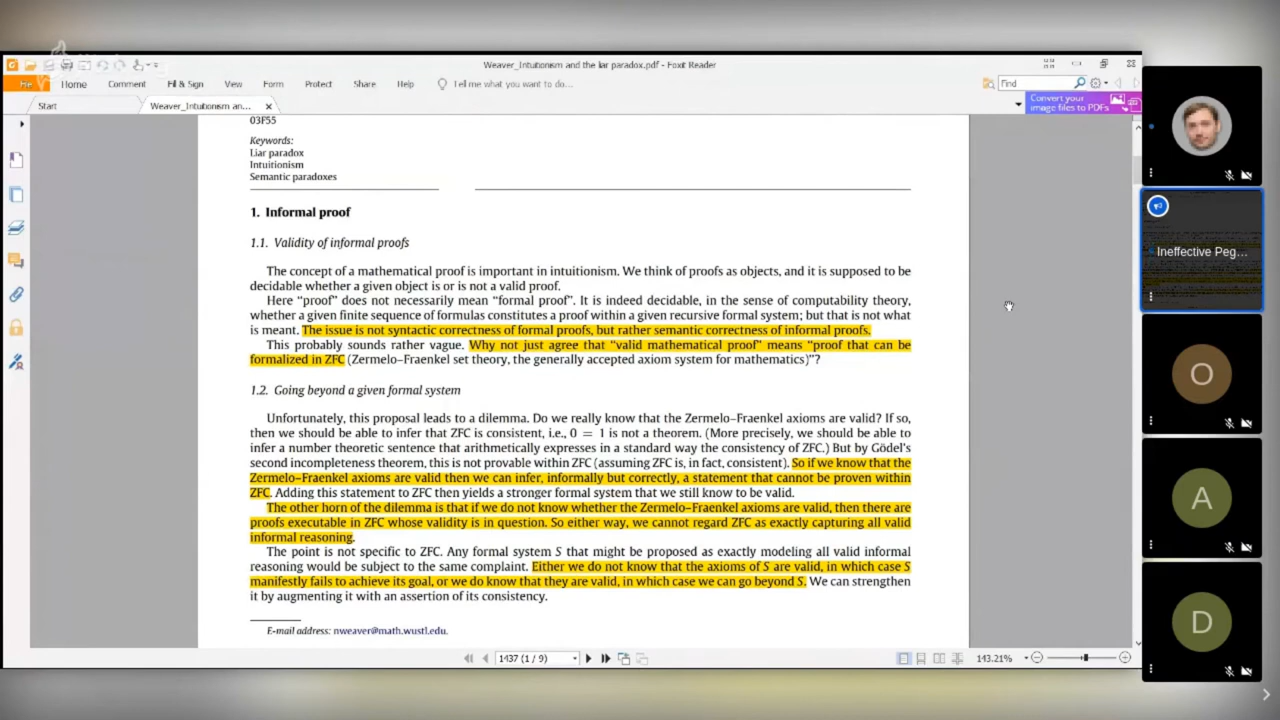 Weaver_Intuitionism and the liar paradox.pdf - Foxit Reader
File Home Comment Fill & Sign View Form Protect Share Help Tell me what you want to do... Find
Start Weaver_Intuitionism an... Convert your
image files to PDFs
03F55
Keywords:
Liar paradox
Intuitionism
Semantic paradoxes
1. Informal proof
1.1. Validity of informal proofs
The concept of a mathematical proof is important in intuitionism. We think of proofs as objects, and it is supposed to be
decidable whether a given object is or is not a valid proof.
Here “proof” does not necessarily mean “formal proof”. It is indeed decidable, in the sense of computability theory,
whether a given finite sequence of formulas constitutes a proof within a given recursive formal system; but that is not what
is meant. The issue is not syntactic correctness of formal proofs, but rather semantic correctness of informal proofs.
This probably sounds rather vague. Why not just agree that “valid mathematical proof” means “proof that can be
formalized in ZFC (Zermelo–Fraenkel set theory, the generally accepted axiom system for mathematics)”?
1.2. Going beyond a given formal system
Unfortunately, this proposal leads to a dilemma. Do we really know that the Zermelo–Fraenkel axioms are valid? If so,
then we should be able to infer that ZFC is consistent, i.e., 0 = 1 is not a theorem. (More precisely, we should be able to
infer a number theoretic sentence that arithmetically expresses in a standard way the consistency of ZFC.) But by Gödel's
second incompleteness theorem, this is not provable within ZFC (assuming ZFC is, in fact, consistent). So if we know that the
Zermelo–Fraenkel axioms are valid then we can infer, informally but correctly, a statement that cannot be proven within
ZFC. Adding this statement to ZFC then yields a stronger formal system that we still know to be valid.
The other horn of the dilemma is that if we do not know whether the Zermelo–Fraenkel axioms are valid, then there are
proofs executable in ZFC whose validity is in question. So either way, we cannot regard ZFC as exactly capturing all valid
informal reasoning.
The point is not specific to ZFC. Any formal system S that might be proposed as exactly modeling all valid informal
reasoning would be subject to the same complaint. Either we do not know that the axioms of S are valid, in which case S
manifestly fails to achieve its goal, or we do know that they are valid, in which case we can go beyond S. We can strengthen
it by augmenting it with an assertion of its consistency.
E-mail address: nweaver@math.wustl.edu.
1437 (1 / 9) 143.21%
Ineffective Peg...
O
A
D